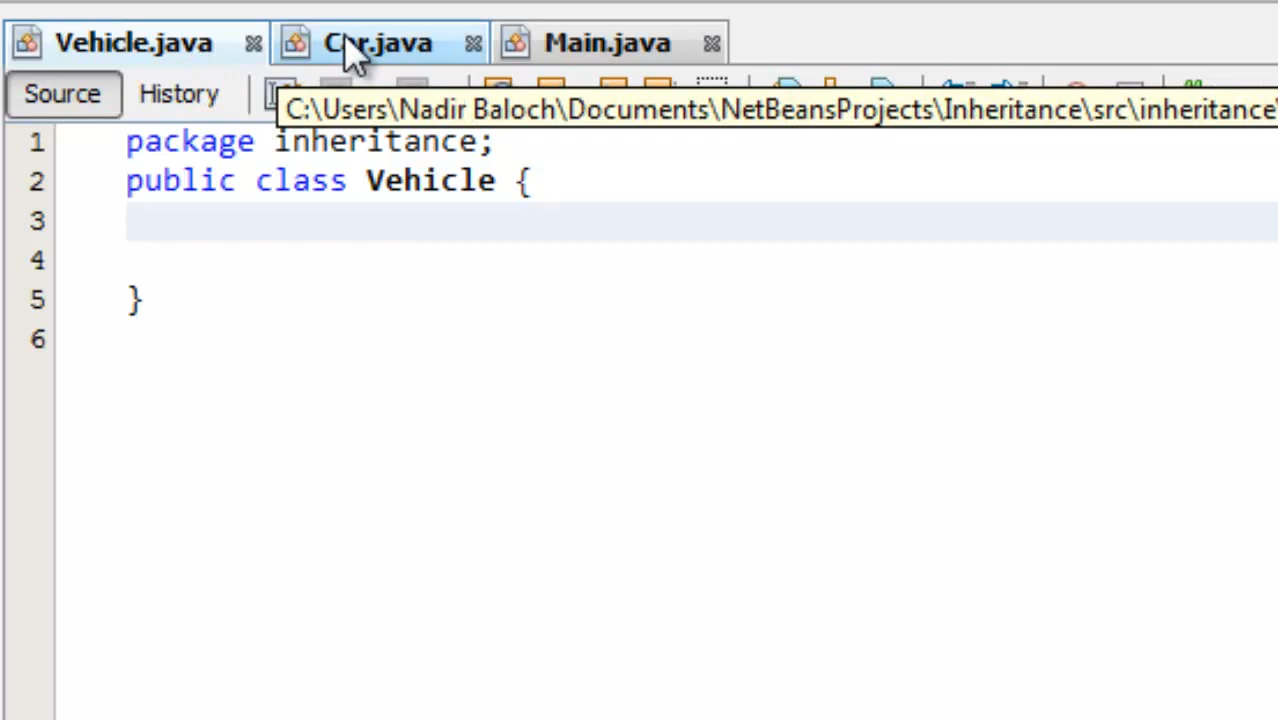 Vehicle.java Car.java Main.java
Source History
C:\Users\Nadir Baloch\Documents\NetBeansProjects\Inheritance\src\inheritance\
1 package inheritance;
2 public class Vehicle {
3
4
5 }
6